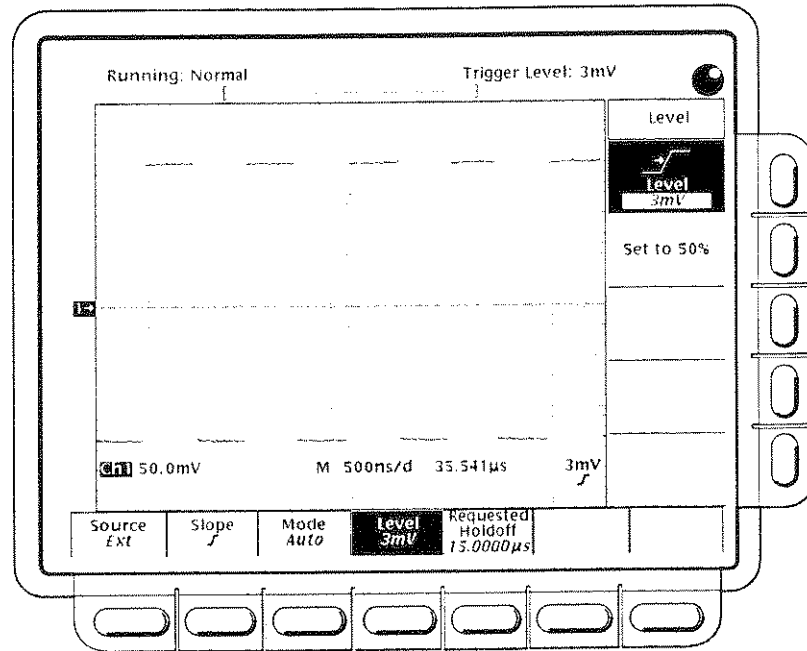 Running: Normal
Trigger Level: 3mV
Level
Level
3mV
Set to 50%
1
Ch1 50.0mV M 500ns/d 35.541µs 3mV
Source
Ext
Slope
Mode
Auto
Level
3mV
Requested
Holdoff
15.0000µs